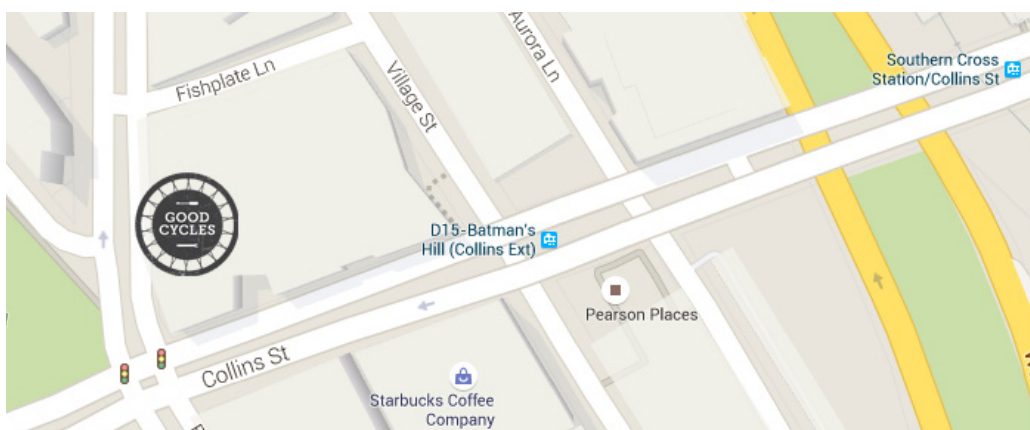 Fishplate Ln
Village St
Aurora Ln
Southern Cross
Station/Collins St
GOOD
CYCLES
D15-Batman's
Hill (Collins Ext)
Pearson Places
Collins St
Starbucks Coffee
Company